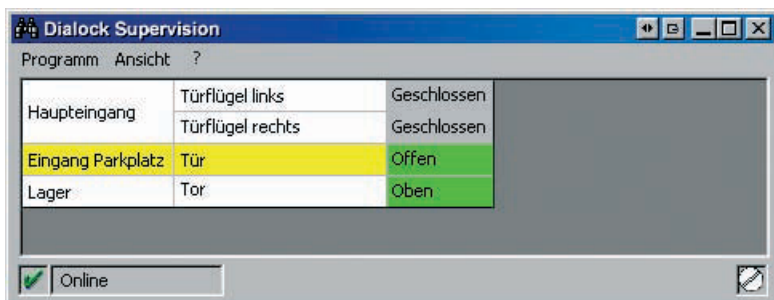 Dialock Supervision
Programm Ansicht ?
Haupteingang
Türflügel links Geschlossen
Türflügel rechts Geschlossen
Eingang Parkplatz Tür Offen
Lager Tor Oben
Online